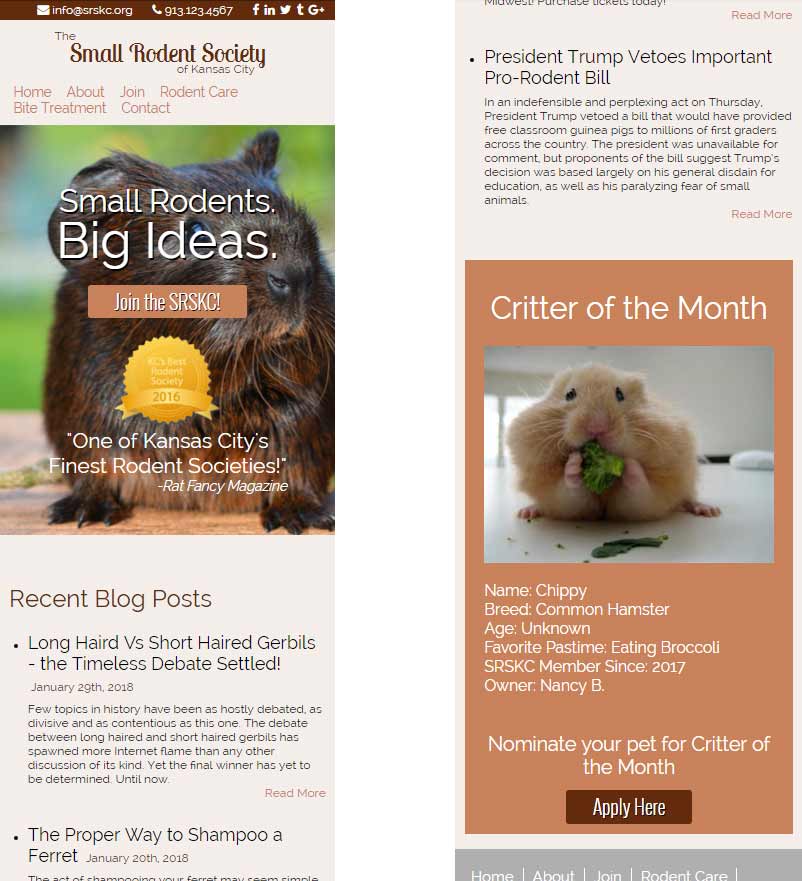 info@srskc.org 913.123.4567
The
Small Rodent Society
of Kansas City
Home About Join Rodent Care
Bite Treatment Contact
Small Rodents.
Big Ideas.
Join the SRSKC!
KC's Best
Rodent
Society
2016
"One of Kansas City's
Finest Rodent Societies!"
-Rat Fancy Magazine
Recent Blog Posts
Long Haird Vs Short Haired Gerbils
- the Timeless Debate Settled!
January 29th, 2018
Few topics in history have been as hostly debated, as
divisive and as contentious as this one. The debate
between long haired and short haired gerbils has
spawned more Internet flame than any other
discussion of its kind. Yet the final winner has yet to
be determined. Until now.
Read More
The Proper Way to Shampoo a
Ferret January 20th, 2018
The act of shampooing your ferret may seem simple
Midwest! Purchase tickets today!
Read More
President Trump Vetoes Important
Pro-Rodent Bill
In an indefensible and perplexing act on Thursday,
President Trump vetoed a bill that would have provided
free classroom guinea pigs to millions of first graders
across the country. The president was unavailable for
comment, but proponents of the bill suggest Trump's
decision was based largely on his general disdain for
education, as well as his paralyzing fear of small
animals.
Read More
Critter of the Month
Name: Chippy
Breed: Common Hamster
Age: Unknown
Favorite Pastime: Eating Broccoli
SRSKC Member Since: 2017
Owner: Nancy B.
Nominate your pet for Critter of
the Month
Apply Here
Home | About | Join | Rodent Care |